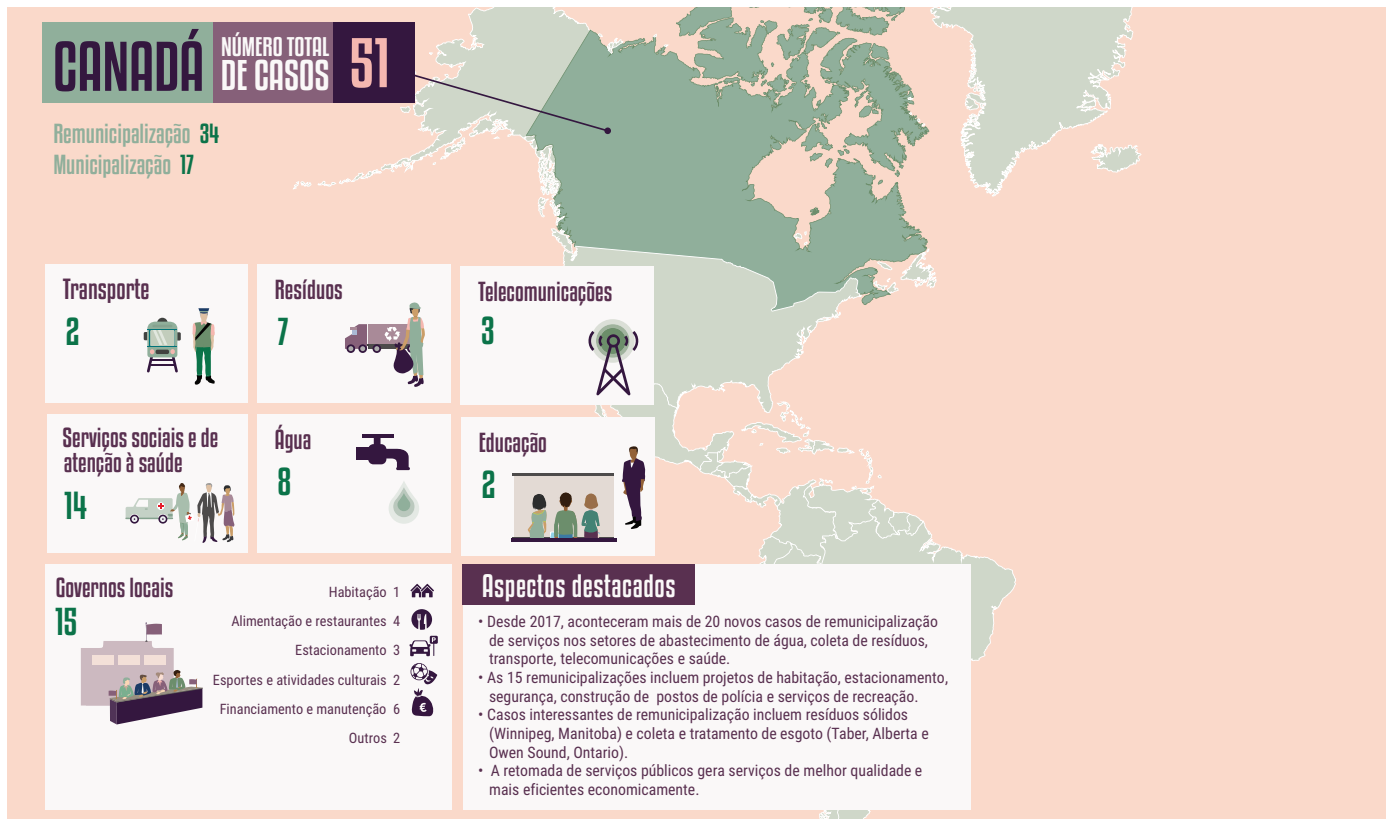 CANADÁ
NÚMERO TOTAL
DE CASOS
51
Remunicipalização 34
Municipalização 17
Transporte
2
Resíduos
7
Telecomunicações
3
Serviços sociais e de
atenção à saúde
14
Água
8
Educação
2
Governos locais
15
Habitação 1
Alimentação e restaurantes 4
Estacionamento 3
P
Esportes e atividades culturais 2
Financiamento e manutenção 6
€
Outros 2
Aspectos destacados
• Desde 2017, aconteceram mais de 20 novos casos de remunicipalização
de serviços nos setores de abastecimento de água, coleta de resíduos,
transporte, telecomunicações e saúde.
• As 15 remunicipalizações incluem projetos de habitação, estacionamento,
segurança, construção de postos de polícia e serviços de recreação.
• Casos interessantes de remunicipalização incluem resíduos sólidos
(Winnipeg, Manitoba) e coleta e tratamento de esgoto (Taber, Alberta e
Owen Sound, Ontario).
• A retomada de serviços públicos gera serviços de melhor qualidade e
mais eficientes economicamente.